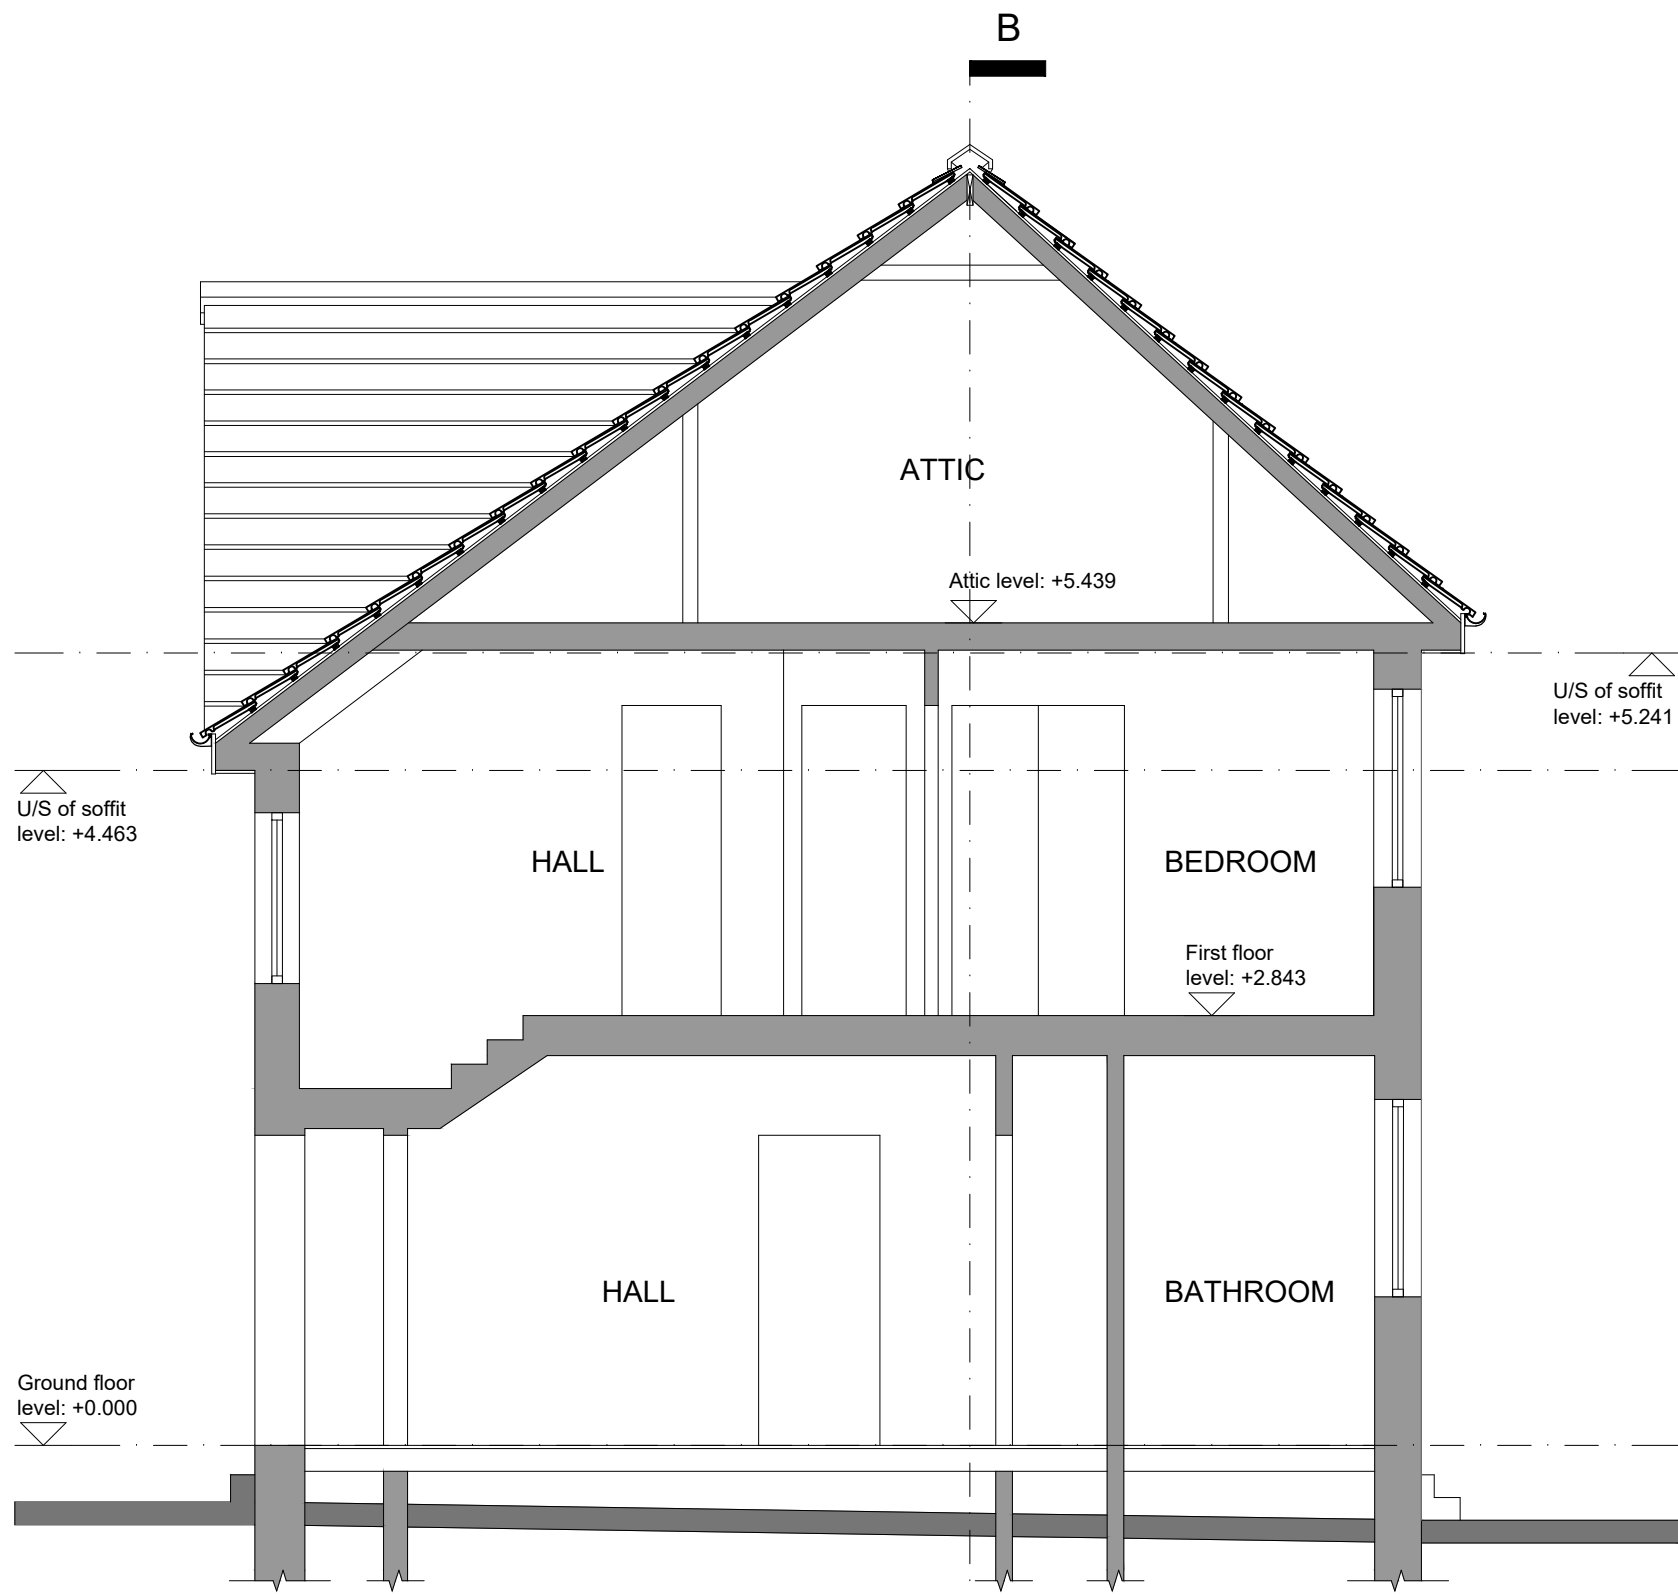 B
ATTIC
Attic level: +5.439
U/S of soffit
level: +5.241
U/S of soffit
level: +4.463
HALL
BEDROOM
First floor
level: +2.843
HALL
BATHROOM
Ground floor
level: +0.000